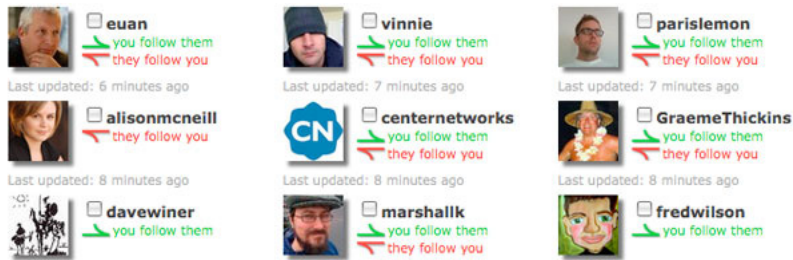 euan
you follow them
they follow you
Last updated: 6 minutes ago
vinnie
you follow them
they follow you
Last updated: 7 minutes ago
parislemon
you follow them
they follow you
Last updated: 7 minutes ago
alisonmcneill
they follow you
Last updated: 8 minutes ago
CN
centernetworks
you follow them
they follow you
Last updated: 8 minutes ago
GraemeThickins
you follow them
they follow you
Last updated: 8 minutes ago
davewiner
you follow them
marshallk
you follow them
they follow you
fredwilson
you follow them